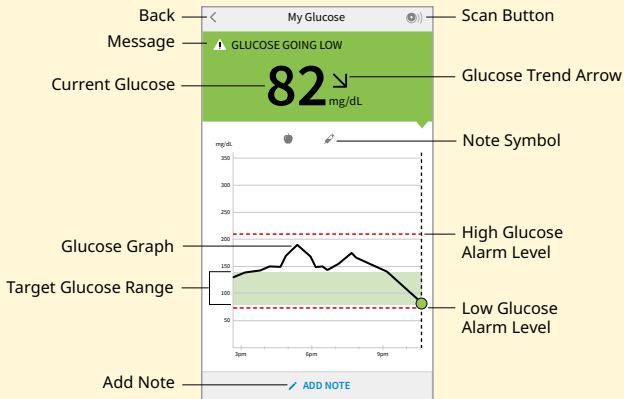 Back
My Glucose
Scan Button
Message
GLUCOSE GOING LOW
Current Glucose
82
mg/dL
Glucose Trend Arrow
Note Symbol
mg/dL
350
300
250
200
150
100
50
High Glucose
Alarm Level
Glucose Graph
Target Glucose Range
Low Glucose
Alarm Level
3pm
6pm
9pm
Add Note
ADD NOTE